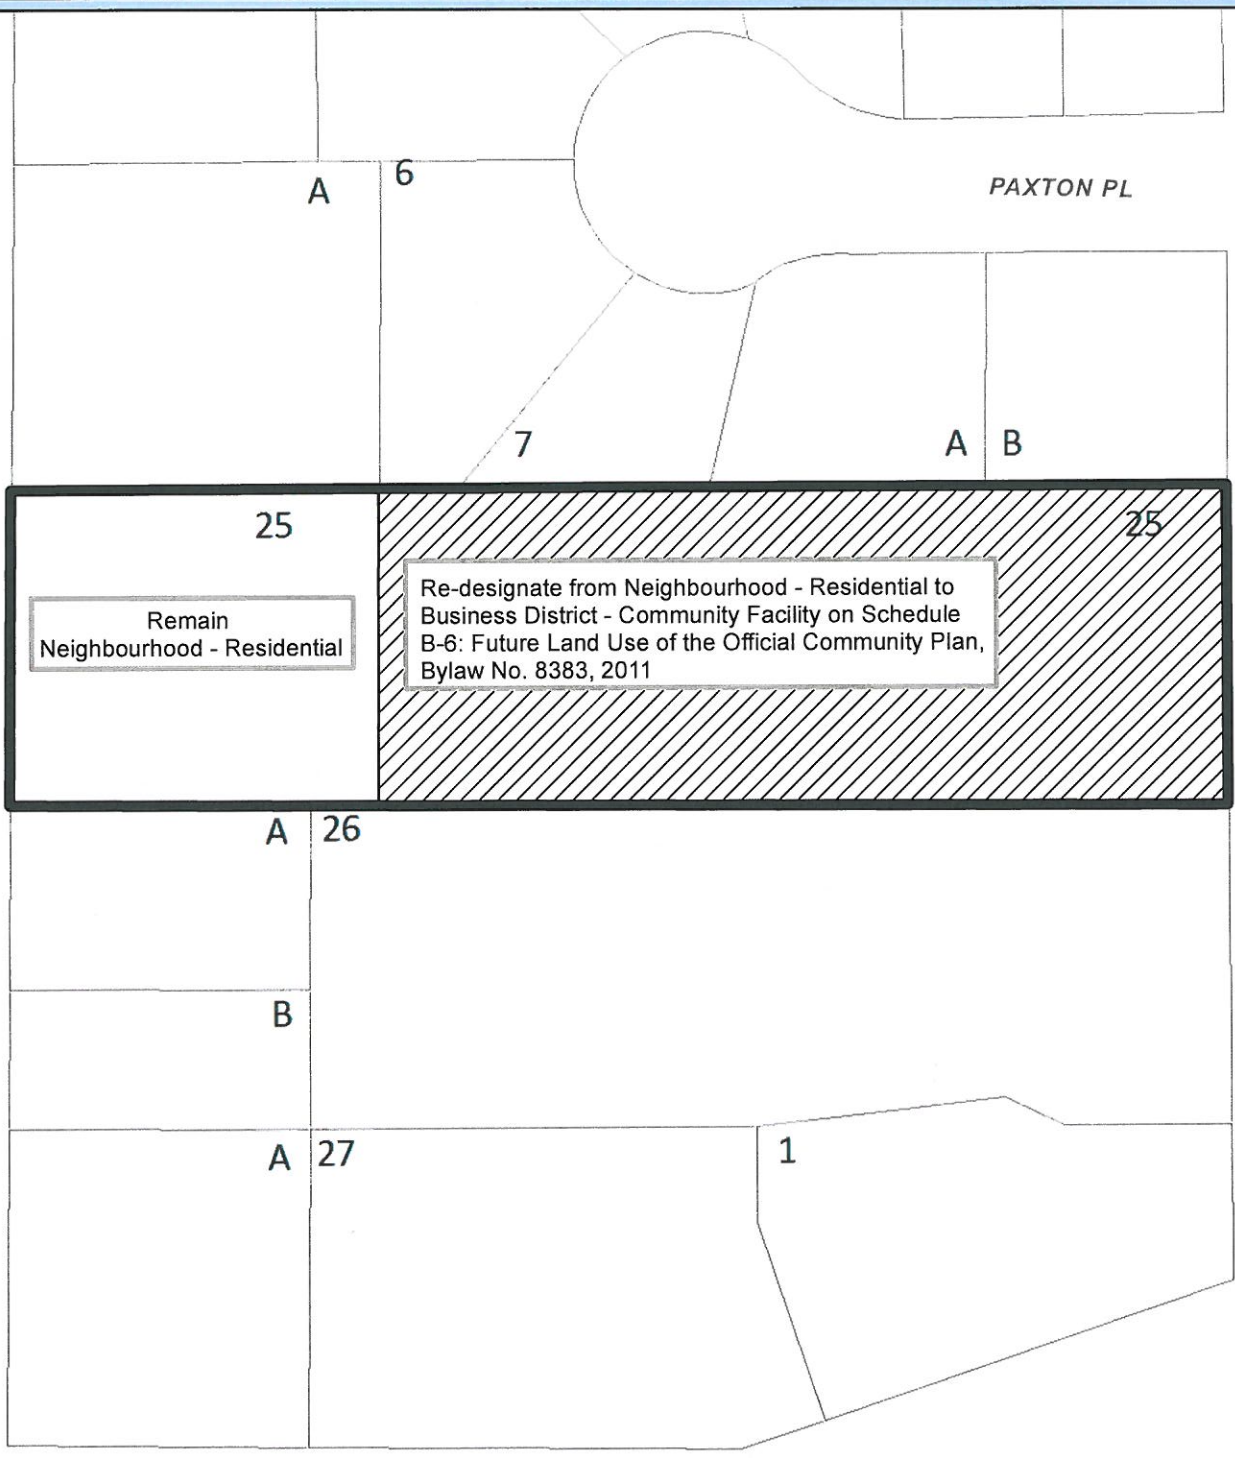 PAXTON PL
A
6
7
A
B
25
25
Remain
Neighbourhood - Residential
Re-designate from Neighbourhood - Residential to
Business District - Community Facility on Schedule
B-6: Future Land Use of the Official Community Plan,
Bylaw No. 8383, 2011
A
26
B
A
27
1